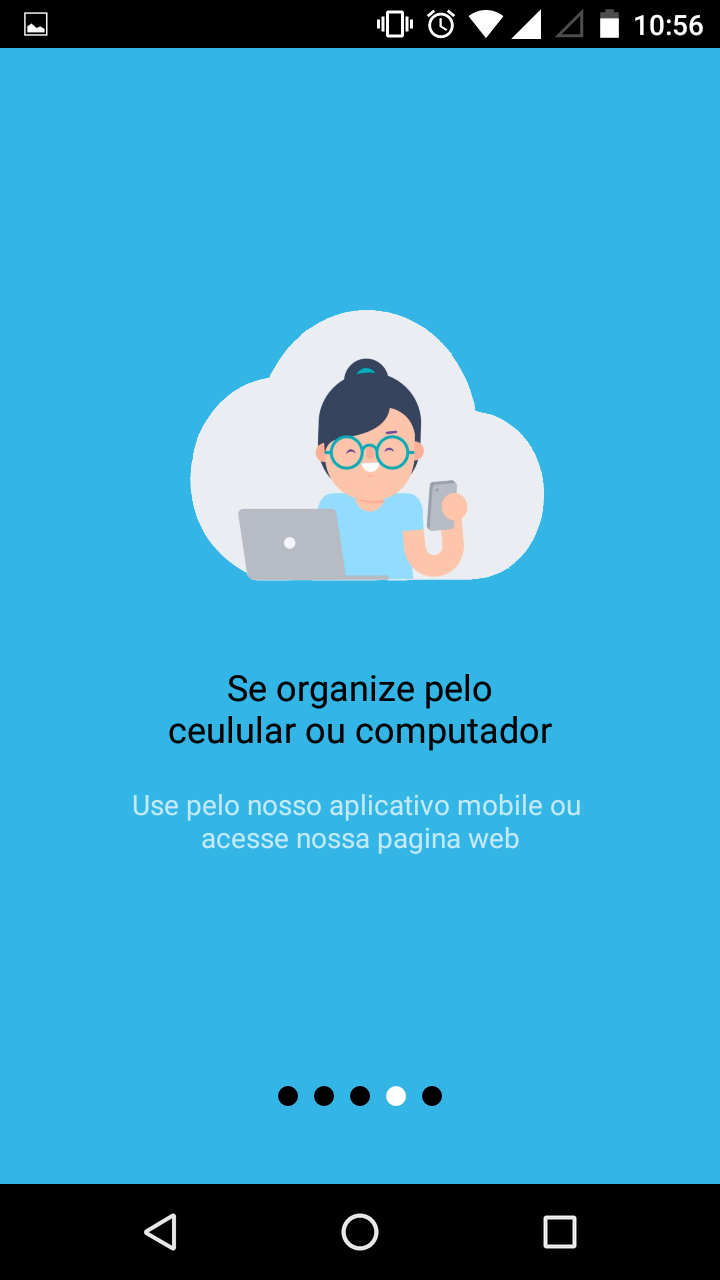 10:56
Se organize pelo
ceulular ou computador
Use pelo nosso aplicativo mobile ou
acesse nossa pagina web